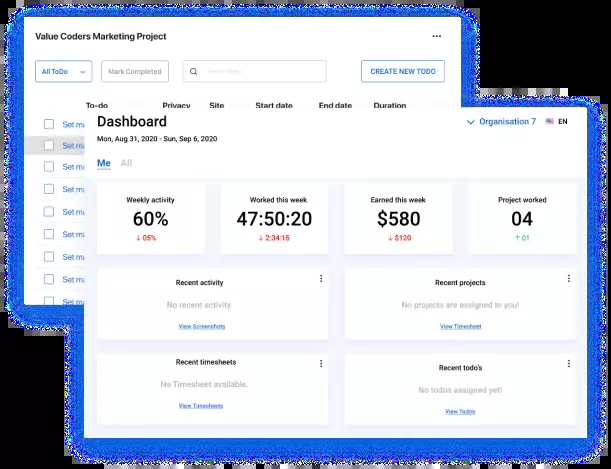 Value Coders Marketing Project
All ToDo
Mark Completed
CREATE NEW TODO
To-do Privacy Site Start date End date Duration
Set ma
Set ma
Set ma
Set ma
Set ma
Set ma
Set ma
Set ma
Set ma
Dashboard
Mon, Aug 31, 2020 - Sun, Sep 6, 2020
Organisation 7
EN
Me All
Weekly activity
60%
↓ 05%
Worked this week
47:50:20
↓ 2:34:15
Earned this week
$580
↓ $120
Project worked
04
↑ 01
Recent activity
No recent activity.
View Screenshots
Recent projects
No projects are assigned to you!
View Timesheet
Recent timesheets
No Timesheet available.
View Timesheets
Recent todo's
No todos assigned yet!
View Todo's